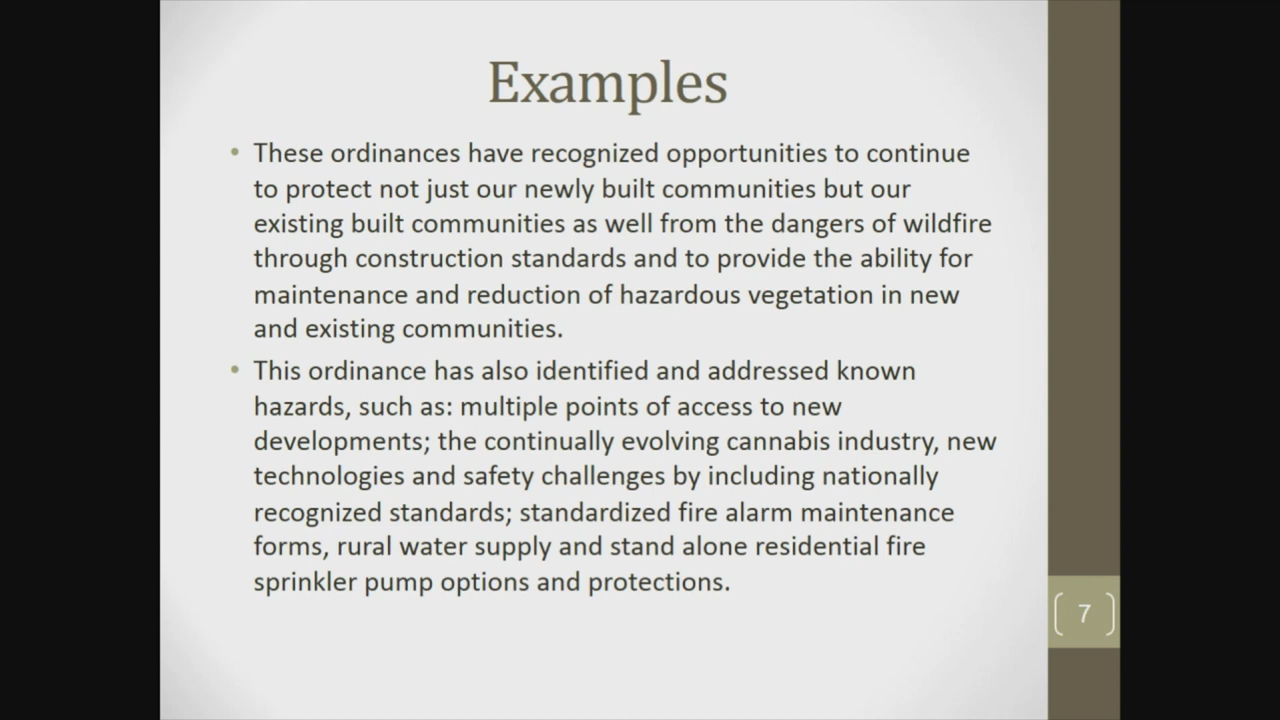 Examples
• These ordinances have recognized opportunities to continue
to protect not just our newly built communities but our
existing built communities as well from the dangers of wildfire
through construction standards and to provide the ability for
maintenance and reduction of hazardous vegetation in new
and existing communities.
• This ordinance has also identified and addressed known
hazards, such as: multiple points of access to new
developments; the continually evolving cannabis industry, new
technologies and safety challenges by including nationally
recognized standards; standardized fire alarm maintenance
forms, rural water supply and stand alone residential fire
sprinkler pump options and protections.
7